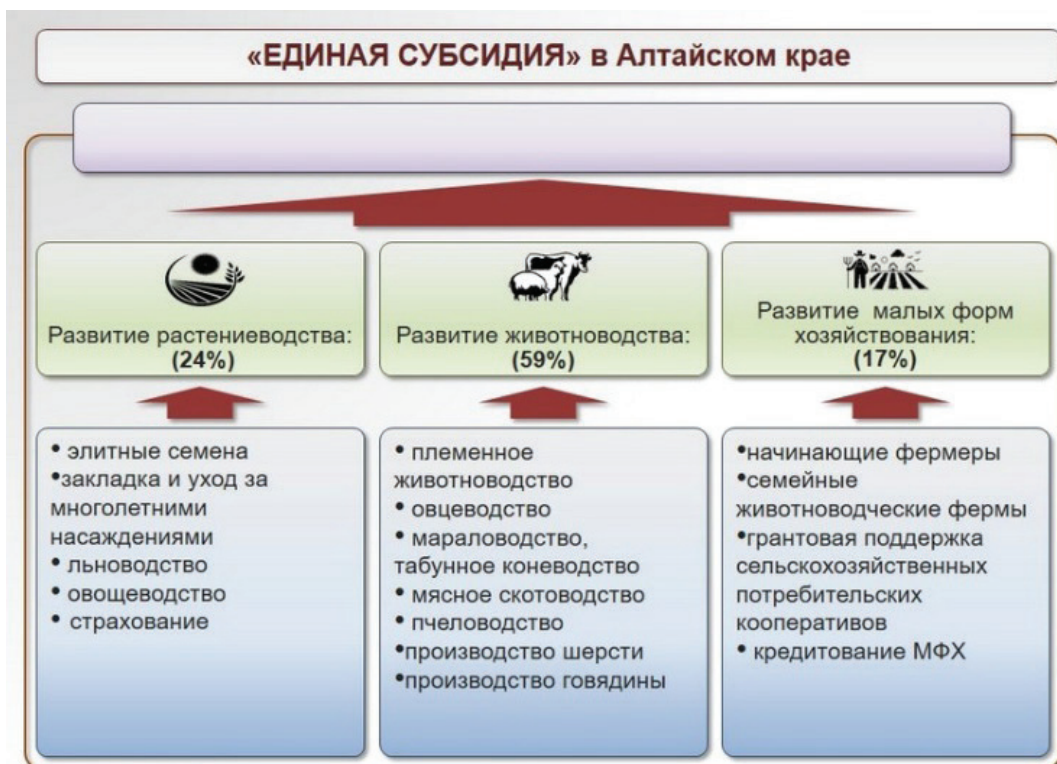 «ЕДИНАЯ СУБСИДИЯ» в Алтайском крае
Развитие растениеводства:
(24%)
• элитные семена
•закладка и уход за
многолетними
насаждениями
• льноводство
• овощеводство
• страхование
Развитие животноводства:
(59%)
• племенное
животноводство
• овцеводство
• мараловодство,
табунное коневодство
• мясное скотоводство
• пчеловодство
•производство шерсти
•производство говядины
Развитие малых форм
хозяйствования:
(17%)
•начинающие фермеры
•семейные
животноводческие фермы
•грантовая поддержка
сельскохозяйственных
потребительских
кооперативов
• кредитование МФХ